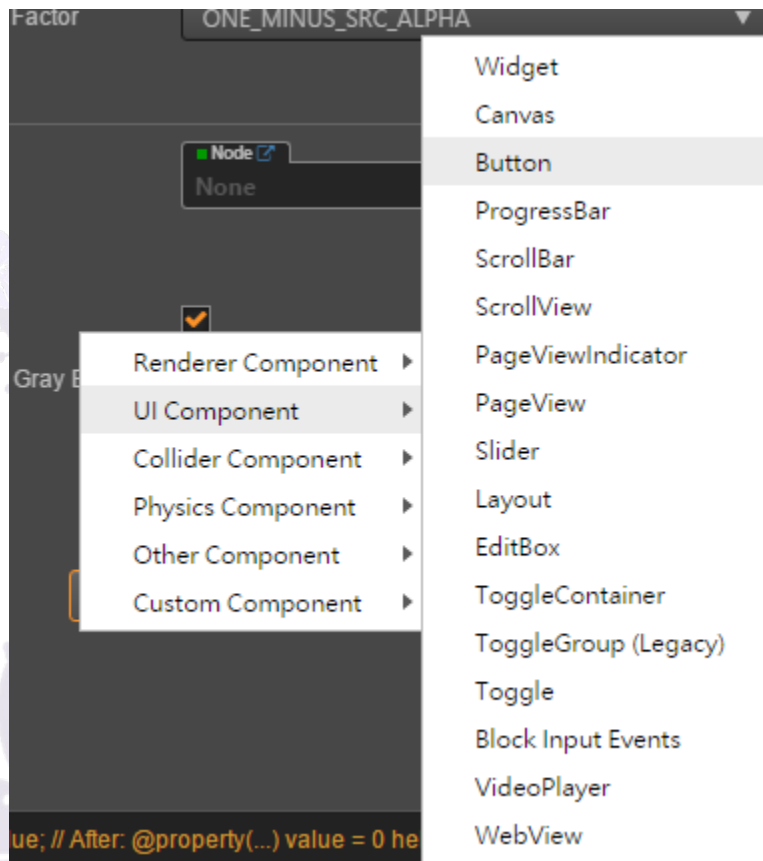 Factor
ONE_MINUS_SRC_ALPHA
Node
None
Gray
Renderer Component
UI Component
Collider Component
Physics Component
Other Component
Custom Component
Widget
Canvas
Button
ProgressBar
ScrollBar
ScrollView
PageViewIndicator
PageView
Slider
Layout
EditBox
ToggleContainer
ToggleGroup (Legacy)
Toggle
Block Input Events
VideoPlayer
WebView
lue; // After: @property(...) value = 0 he